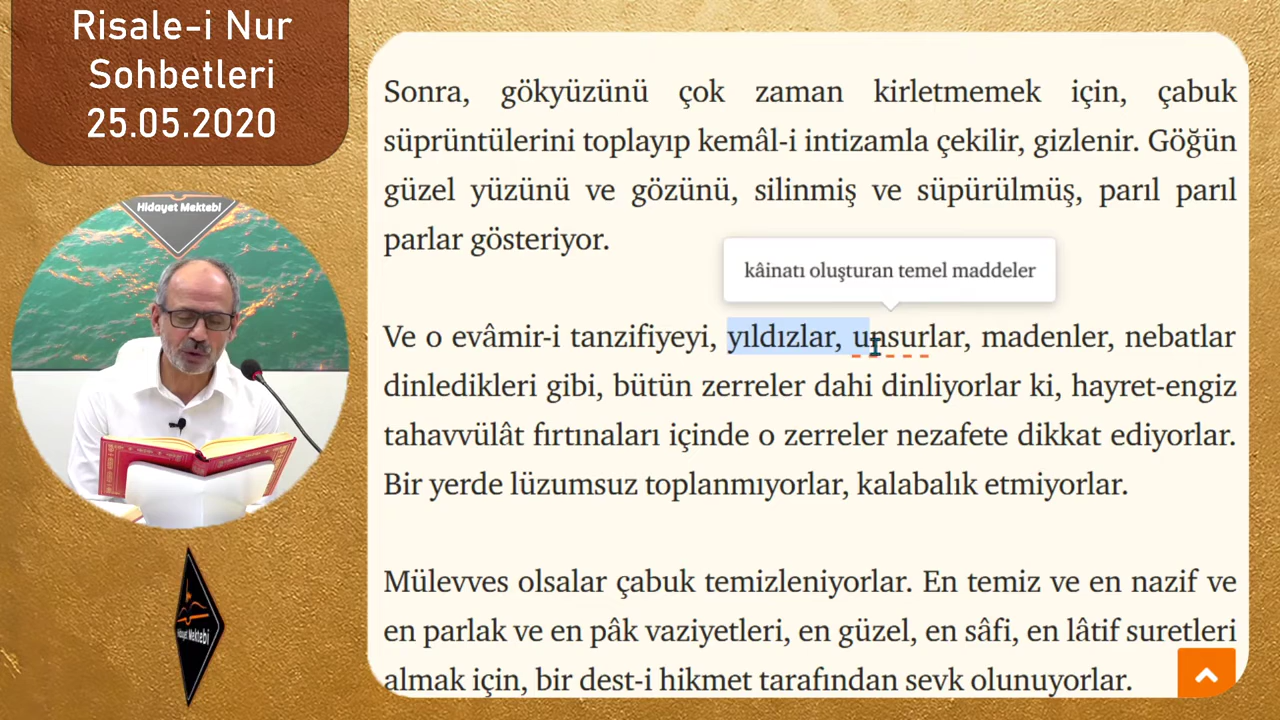 Risale-i Nur
Sohbetleri
25.05.2020
Hidayet Mektebi
Hidayet Mektebi
Sonra, gökyüzünü çok zaman kirletmemek için, çabuk
süprüntülerini toplayıp kemâl-i intizamla çekilir, gizlenir. Göğün
güzel yüzünü ve gözünü, silinmiş ve süpürülmüş, parıl parıl
parlar gösteriyor.
kâinatı oluşturan temel maddeler
Ve o evâmir-i tanzifiyeyi, yıldızlar, unsurlar, madenler, nebatlar
dinledikleri gibi, bütün zerreler dahi dinliyorlar ki, hayret-engiz
tahavvülât fırtınaları içinde o zerreler nezafete dikkat ediyorlar.
Bir yerde lüzumsuz toplanmıyorlar, kalabalık etmiyorlar.
Mülevves olsalar çabuk temizleniyorlar. En temiz ve en nazif ve
en parlak ve en pâk vaziyetleri, en güzel, en sâfi, en lâtif suretleri
almak için, bir dest-i hikmet tarafından sevk olunuyorlar.